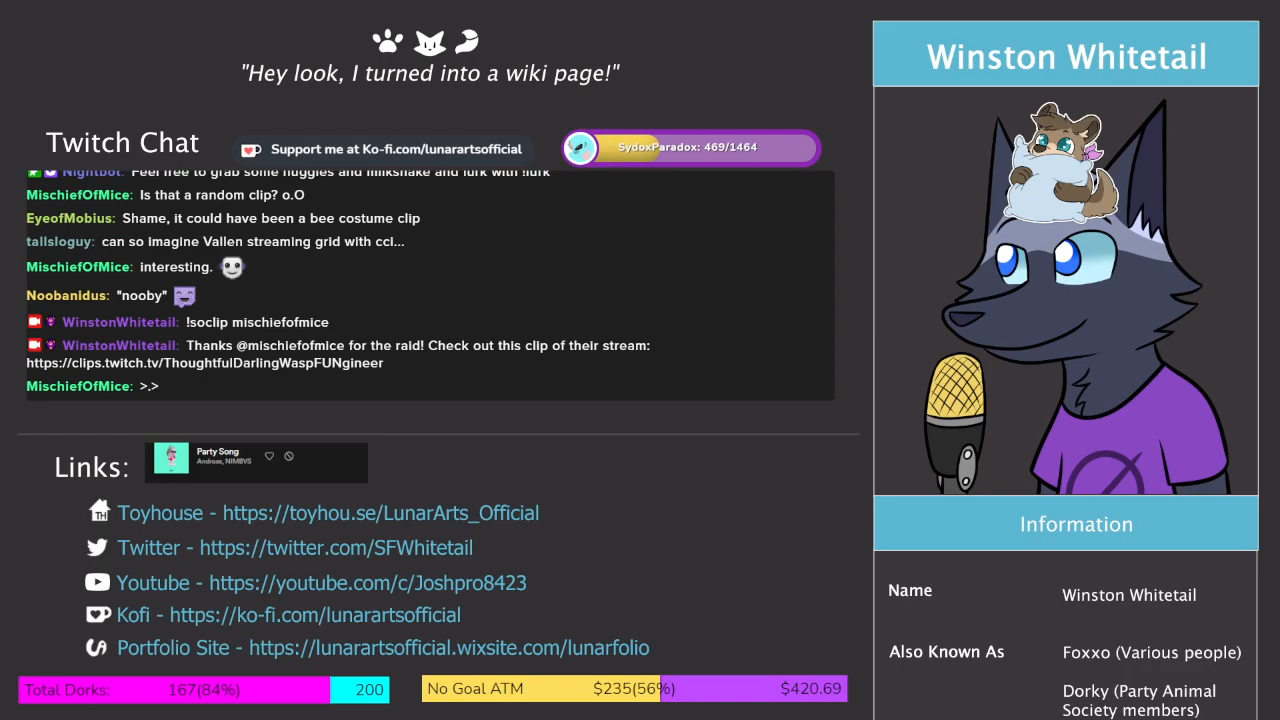 "Hey look, I turned into a wiki page!"
Twitch Chat
Support me at Ko-fi.com/lunarartsofficial
SydoxParadox: 469/1464
Nightbot: Feel free to grab some huggies and milkshake and lurk with !lurk
MischiefOfMice: Is that a random clip? o.O
EyeofMobius: Shame, it could have been a bee costume clip
tallsloguy: can so imagine Vallen streaming grid with cci...
MischiefOfMice: interesting.
Noobanidus: "nooby"
WinstonWhitetail: !soclip mischiefofmice
WinstonWhitetail: Thanks @mischiefofmice for the raid! Check out this clip of their stream:
https://clips.twitch.tv/ThoughtfulDarlingWaspFUNgineer
MischiefOfMice: >.>
Links:
Party Song
Andross, NIMBVS
TH
Toyhouse - https://toyhou.se/LunarArts_Official
Twitter - https://twitter.com/SFWhitetail
Youtube - https://youtube.com/c/Joshpro8423
Kofi - https://ko-fi.com/lunarartsofficial
Portfolio Site - https://lunarartsofficial.wixsite.com/lunarfolio
Total Dorks: 167(84%) 200
No Goal ATM $235(56%) $420.69
Winston Whitetail
Information
Name Winston Whitetail
Also Known As Foxxo (Various people)
Dorky (Party Animal
Society members)